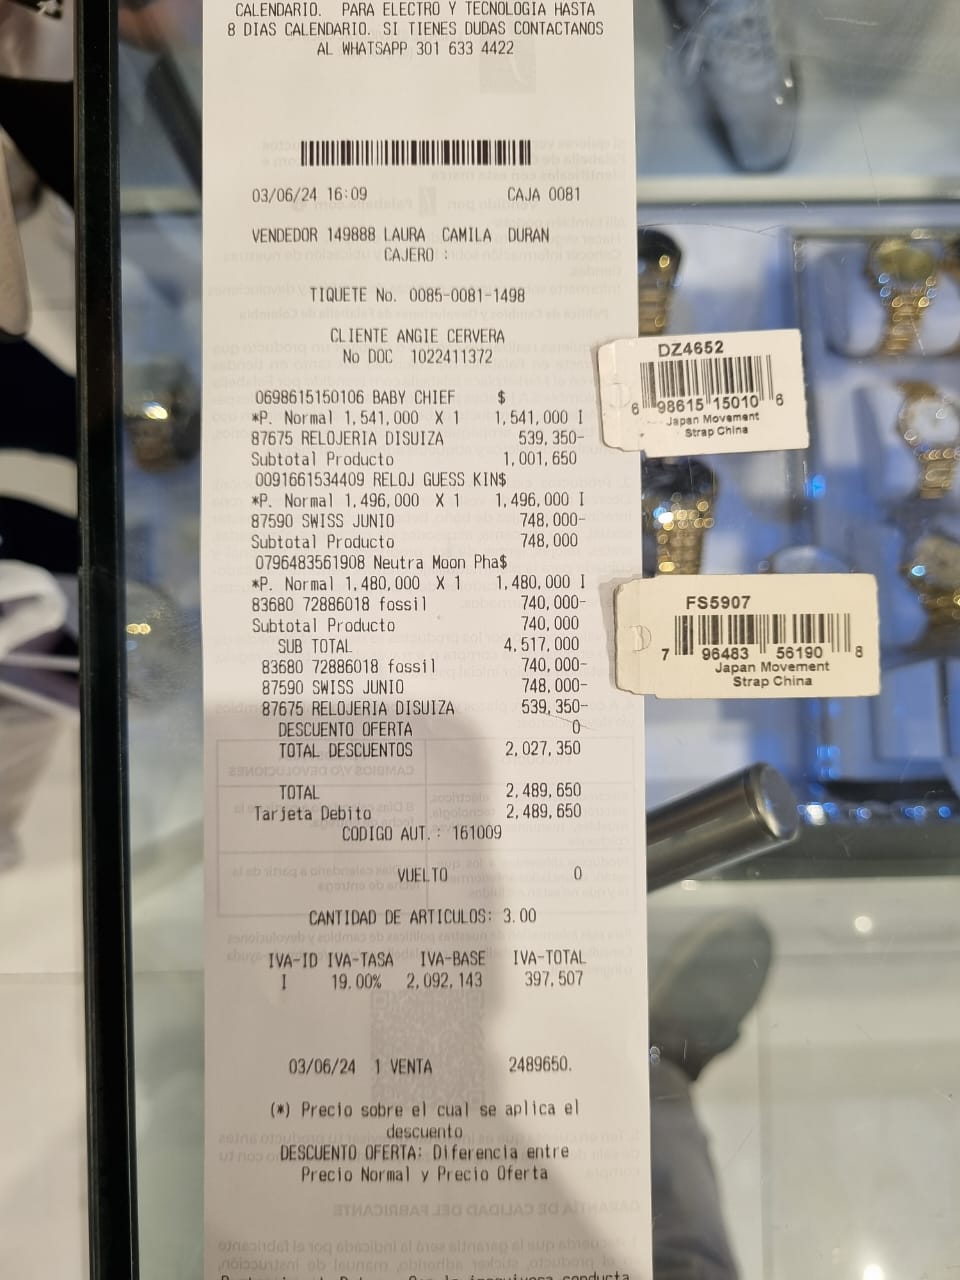 CALENDARIO. PARA ELECTRO Y TECNOLOGIA HASTA
8 DIAS CALENDARIO. SI TIENES DUDAS CONTACTANOS
AL WHATSAPP 301 633 4422
03/06/24 16:09 CAJA 0081
VENDEDOR 149888 LAURA CAMILA DURAN
CAJERO :
TIQUETE No. 0085-0081-1498
CLIENTE ANGIE CERVERA
No DOC 1022411372
0698615150106 BABY CHIEF $
*P. Normal 1,541,000 X 1 1,541,000 I
87675 RELOJERIA DISUIZA 539,350-
Subtotal Producto 1,001,650
0091661534409 RELOJ GUESS KIN$
*P. Normal 1,496,000 X 1 1,496,000 I
87590 SWISS JUNIO 748,000-
Subtotal Producto 748,000
0796483561908 Neutra Moon Pha$
*P. Normal 1,480,000 X 1 1,480,000 I
83680 72886018 fossil 740,000-
Subtotal Producto 740,000
SUB TOTAL 4,517,000
83680 72886018 fossil 740,000-
87590 SWISS JUNIO 748,000-
87675 RELOJERIA DISUIZA 539,350-
DESCUENTO OFERTA 0
TOTAL DESCUENTOS 2,027,350
TOTAL 2,489,650
Tarjeta Debito 2,489,650
CODIGO AUT.: 161009
VUELTO 0
CANTIDAD DE ARTICULOS: 3.00
IVA-ID IVA-TASA IVA-BASE IVA-TOTAL
I 19.00% 2,092,143 397,507
03/06/24 1 VENTA 2489650.
(*) Precio sobre el cual se aplica el
descuento
DESCUENTO OFERTA: Diferencia entre
Precio Normal y Precio Oferta
DZ4652
6 98615 15010 6
Japan Movement
Strap China
FS5907
7 96483 56190 8
Japan Movement
Strap China